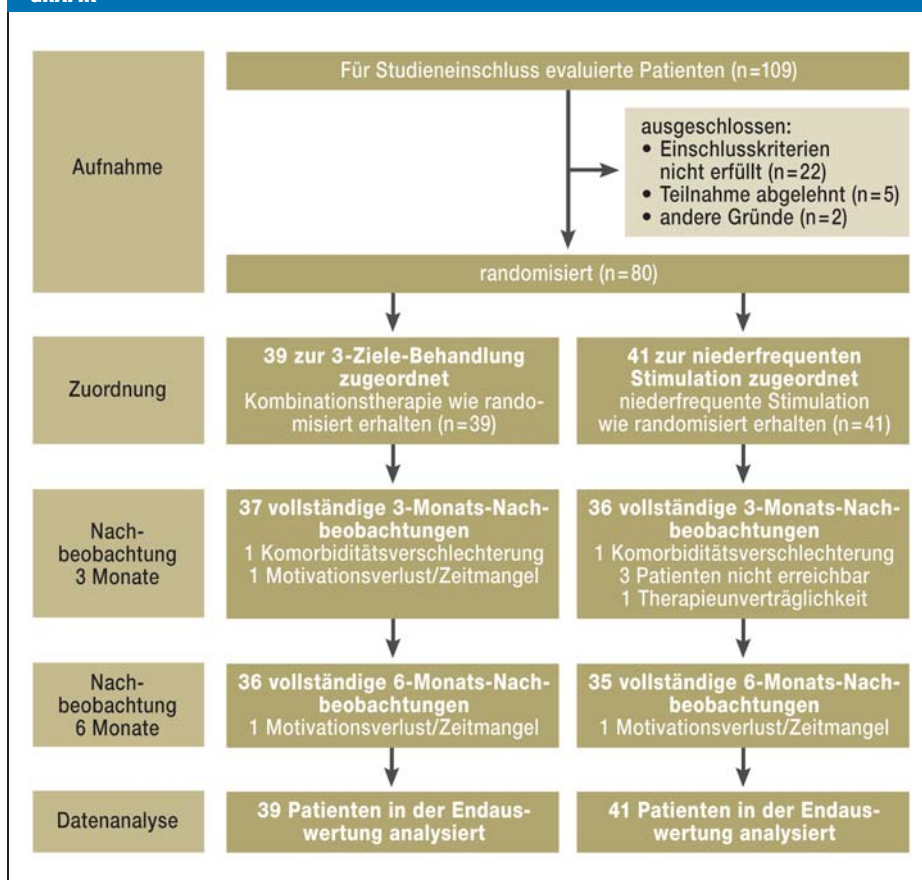 Aufnahme
Für Studieneinschluss evaluierte Patienten (n=109)
ausgeschlossen:
• Einschlusskriterien
nicht erfüllt (n=22)
• Teilnahme abgelehnt (n=5)
• andere Gründe (n=2)
randomisiert (n=80)
Zuordnung
39 zur 3-Ziele-Behandlung
zugeordnet
Kombinationstherapie wie rando-
misiert erhalten (n=39)
41 zur niederfrequenten
Stimulation zugeordnet
niederfrequente Stimulation
wie randomisiert erhalten (n=41)
Nach-
beobachtung
3 Monate
37 vollständige 3-Monats-Nach-
beobachtungen
1 Komorbiditätsverschlechterung
1 Motivationsverlust/Zeitmangel
36 vollständige 3-Monats-Nach-
beobachtungen
1 Komorbiditätsverschlechterung
3 Patienten nicht erreichbar
1 Therapieunverträglichkeit
Nach-
beobachtung
6 Monate
36 vollständige 6-Monats-Nach-
beobachtungen
1 Motivationsverlust/Zeitmangel
35 vollständige 6-Monats-Nach-
beobachtungen
1 Motivationsverlust/Zeitmangel
Datenanalyse
39 Patienten in der Endaus-
wertung analysiert
41 Patienten in der Endaus-
wertung analysiert